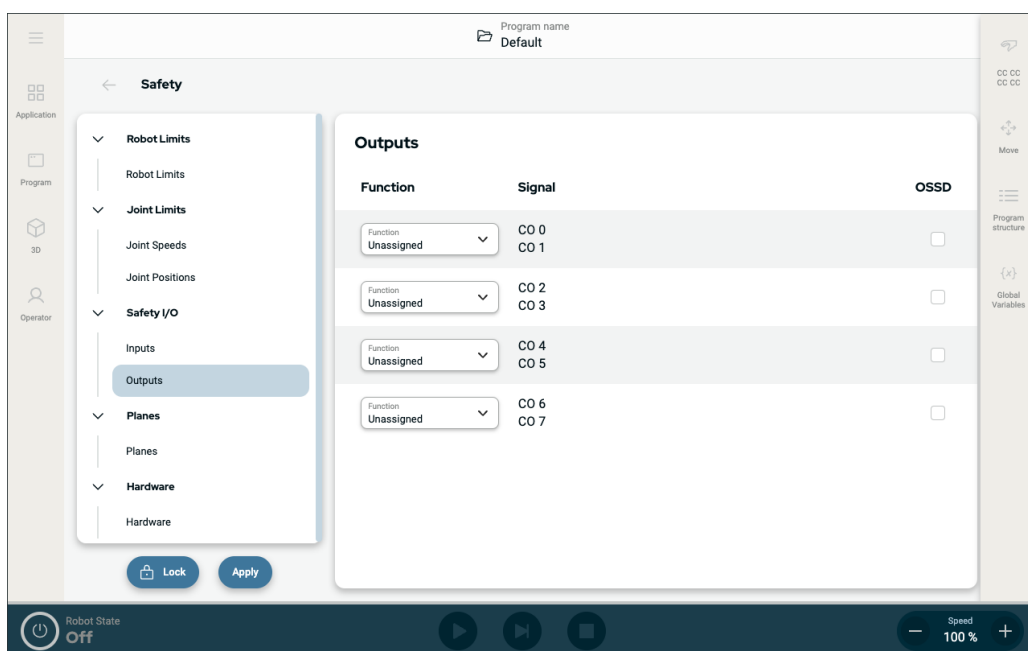 Program name
Default
Application
Program
3D
Operator
Safety
Robot Limits
Robot Limits
Joint Limits
Joint Speeds
Joint Positions
Safety I/O
Inputs
Outputs
Planes
Planes
Hardware
Hardware
Lock
Apply
Outputs
Function
Signal
OSSD
Function
Unassigned
CO 0
CO 1
Function
Unassigned
CO 2
CO 3
Function
Unassigned
CO 4
CO 5
Function
Unassigned
CO 6
CO 7
CC CC
CC CC
Move
Program
structure
{x}
Global
Variables
Robot State
Off
Speed
100 %